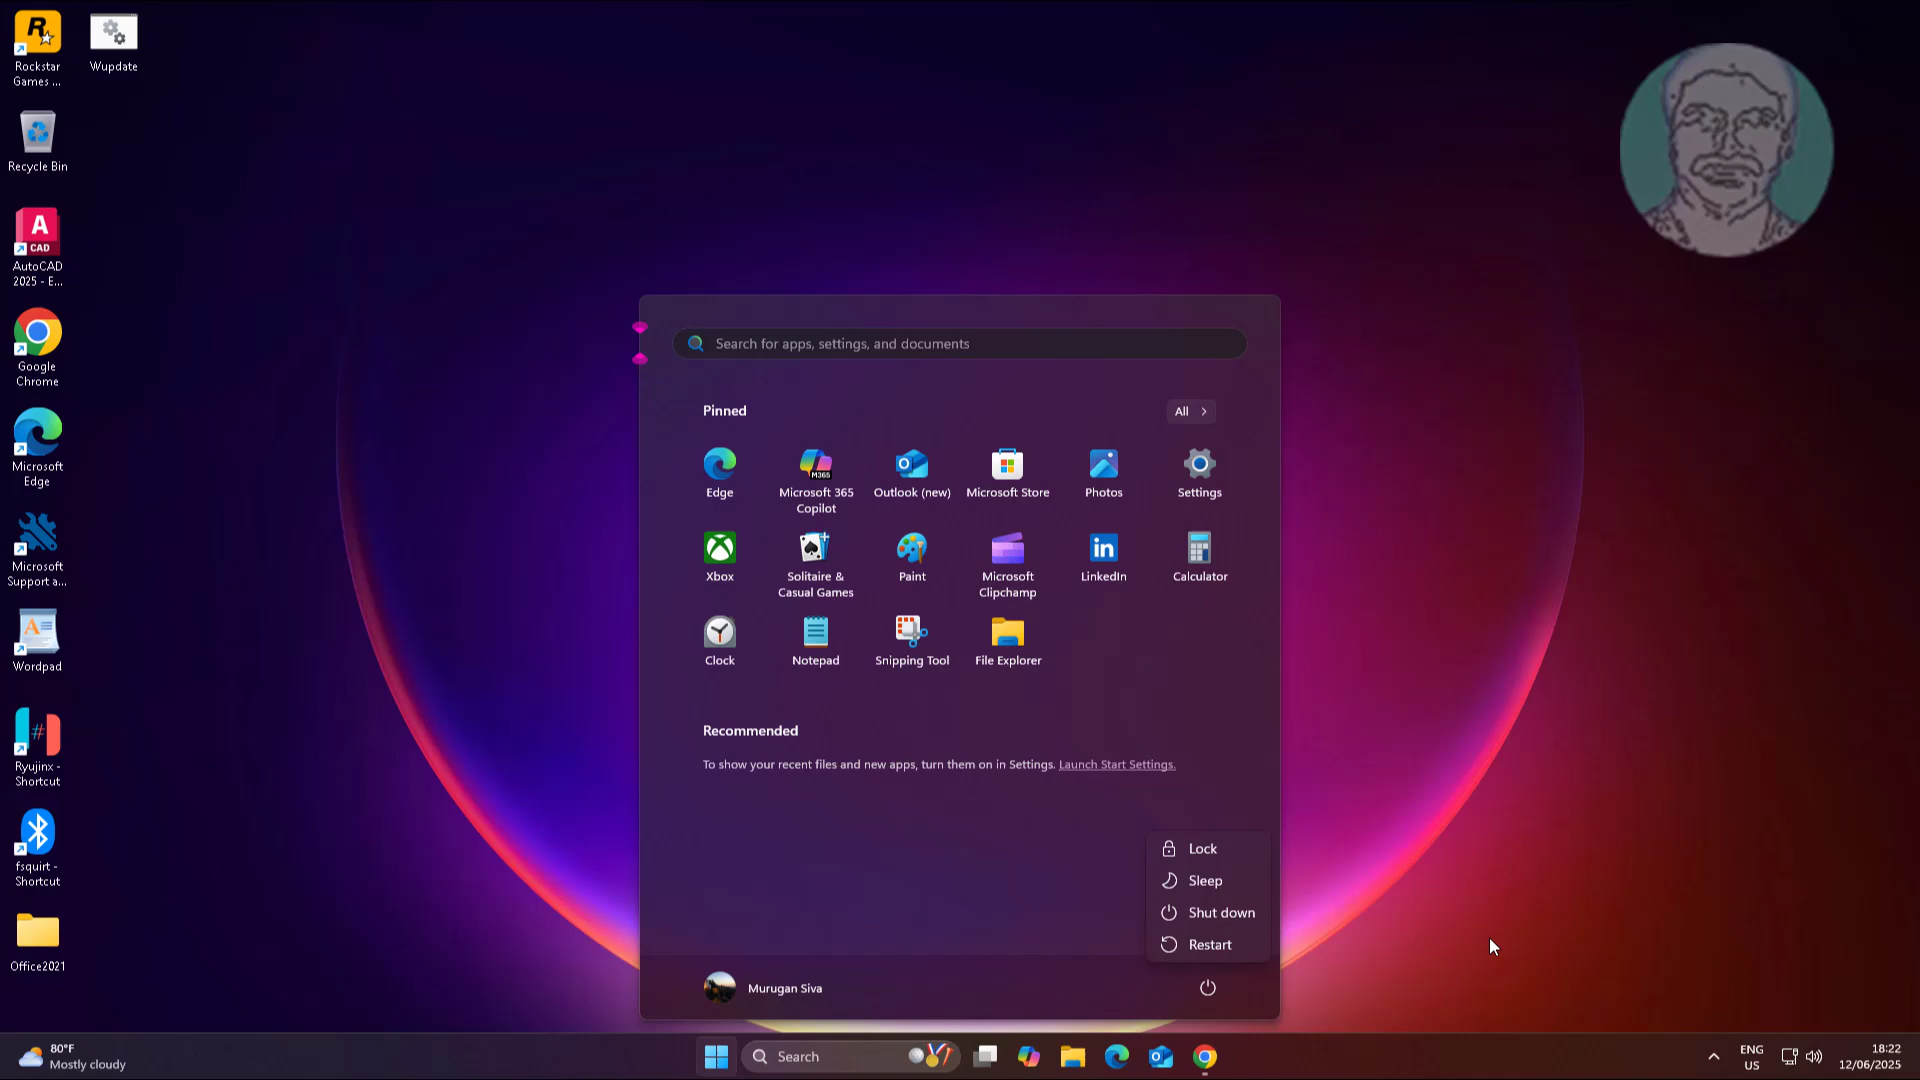 Rockstar
Games ...
Wupdate
Recycle Bin
A
CAD
AutoCAD
2025 - E...
Google
Chrome
Microsoft
Edge
Microsoft
Support a...
Wordpad
Ryujinx -
Shortcut
fsquirt -
Shortcut
Office2021
Search for apps, settings, and documents
Pinned
All
Edge
M365
Microsoft 365
Copilot
Outlook (new)
Microsoft Store
Photos
Settings
Xbox
Solitaire &
Casual Games
Paint
Microsoft
Clipchamp
in
LinkedIn
Calculator
Clock
Notepad
Snipping Tool
File Explorer
Recommended
To show your recent files and new apps, turn them on in Settings. Launch Start Settings.
Lock
Sleep
Shut down
Restart
Murugan Siva
80°F
Mostly cloudy
Search
ENG
US
18:22
12/06/2025